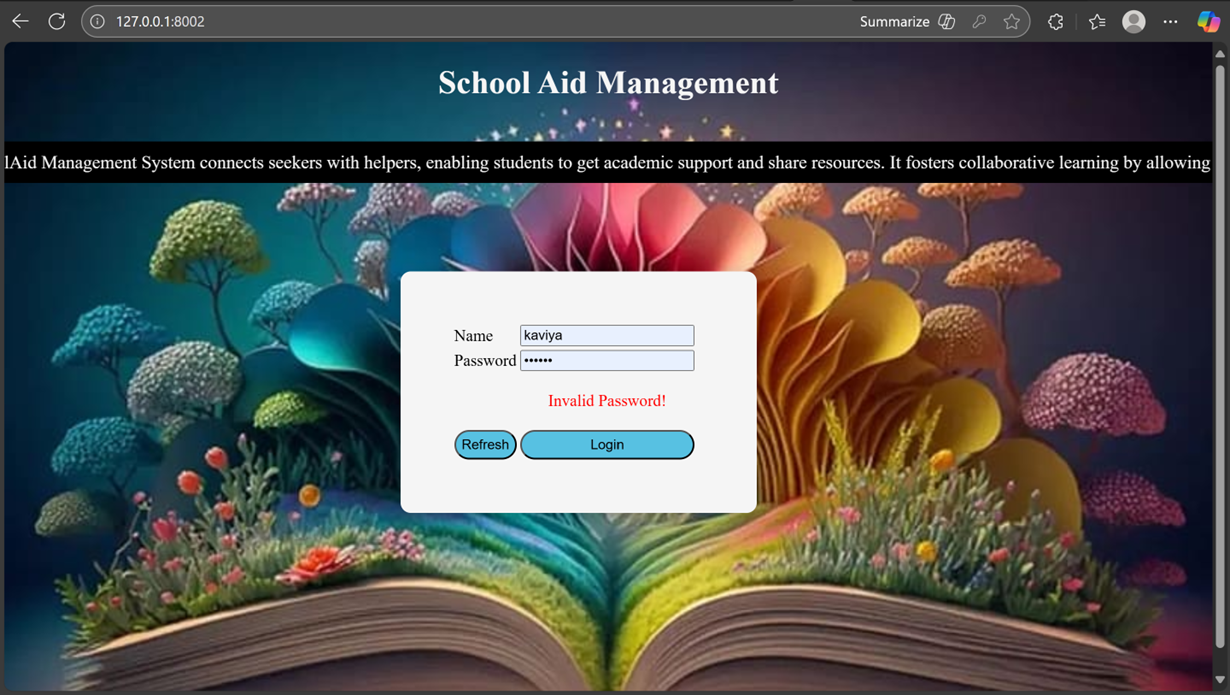 127.0.0.1:8002
Summarize
School Aid Management
lAid Management System connects seekers with helpers, enabling students to get academic support and share resources. It fosters collaborative learning by allowing
Name kaviya
Password ••••••
Invalid Password!
Refresh Login